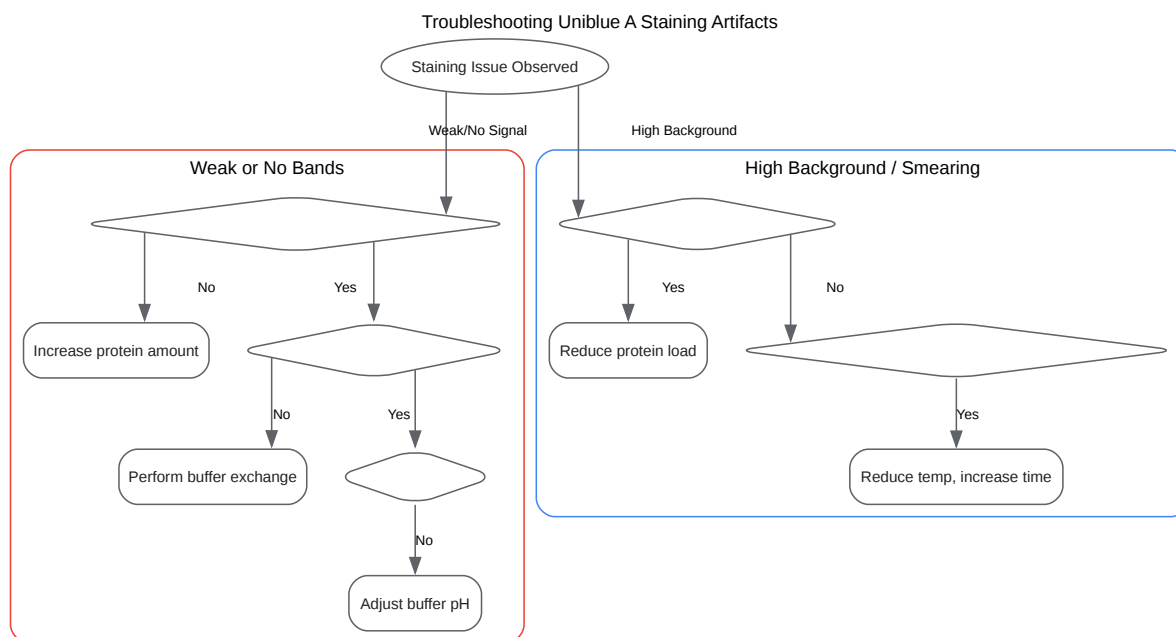 Troubleshooting Uniblue A Staining Artifacts
Staining Issue Observed
Weak/No Signal
High Background
Weak or No Bands
High Background / Smearing
No
Yes
Yes
No
Increase protein amount
Reduce protein load
No
Yes
Yes
Perform buffer exchange
Reduce temp, increase time
No
Adjust buffer pH